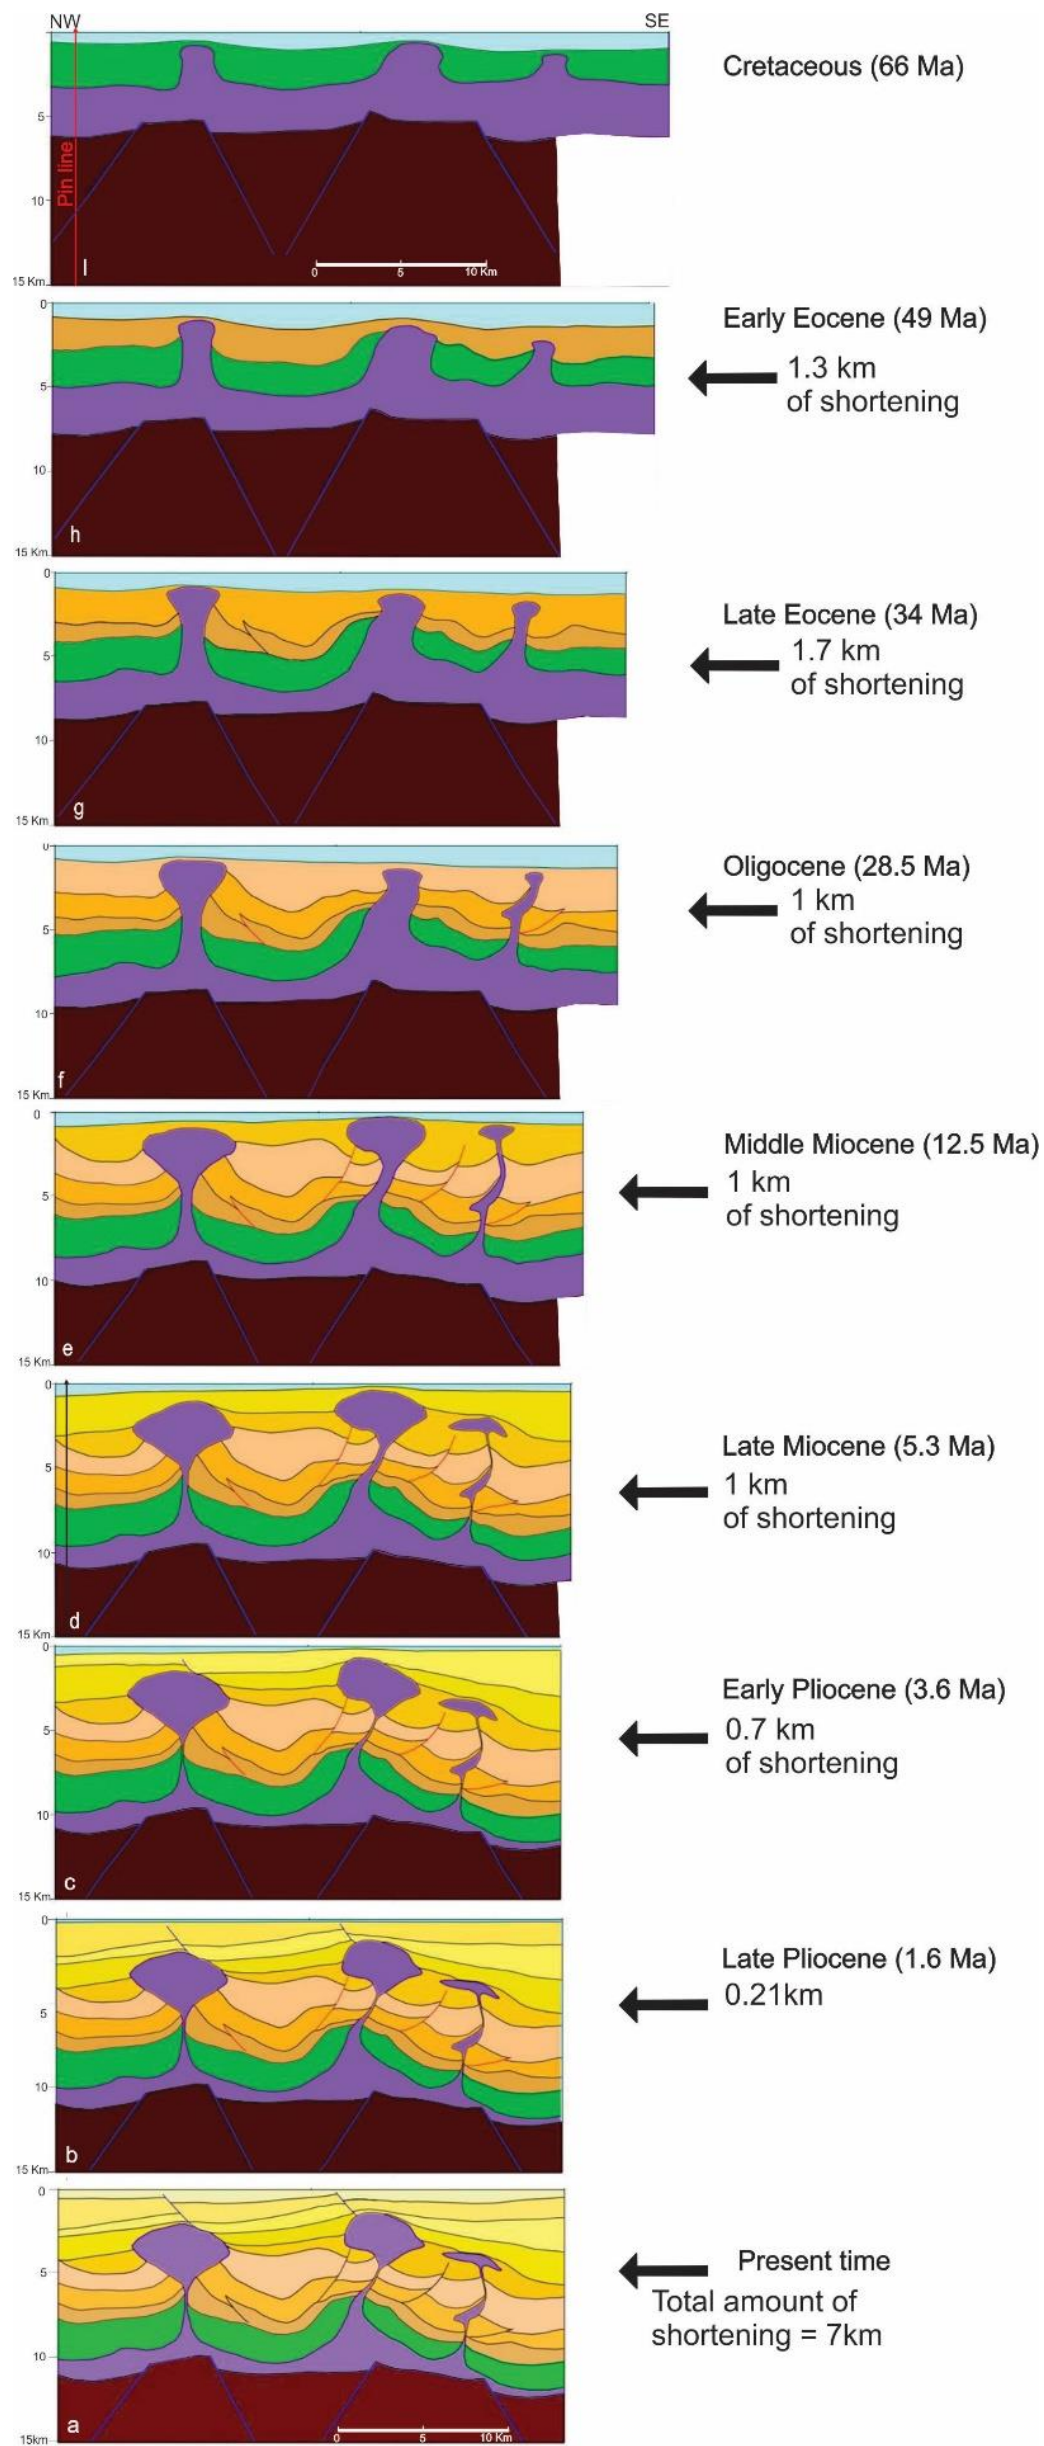 NW
SE
Cretaceous (66 Ma)
5
Pin line
10
0
5
10 Km
15 Km
l
0
Early Eocene (49 Ma)
1.3 km
of shortening
5
10
h
15 Km
0
Late Eocene (34 Ma)
1.7 km
of shortening
5
10
g
15 Km
0
Oligocene (28.5 Ma)
1 km
of shortening
5
10
f
15 Km
0
Middle Miocene (12.5 Ma)
1 km
of shortening
5
10
e
15 Km
0
Late Miocene (5.3 Ma)
1 km
of shortening
5
10
d
15 Km
0
Early Pliocene (3.6 Ma)
0.7 km
of shortening
5
10
c
15 Km
0
Late Pliocene (1.6 Ma)
0.21km
5
10
b
15 Km
0
Present time
5
Total amount of
shortening = 7km
10
a
0
5
10 Km
15km